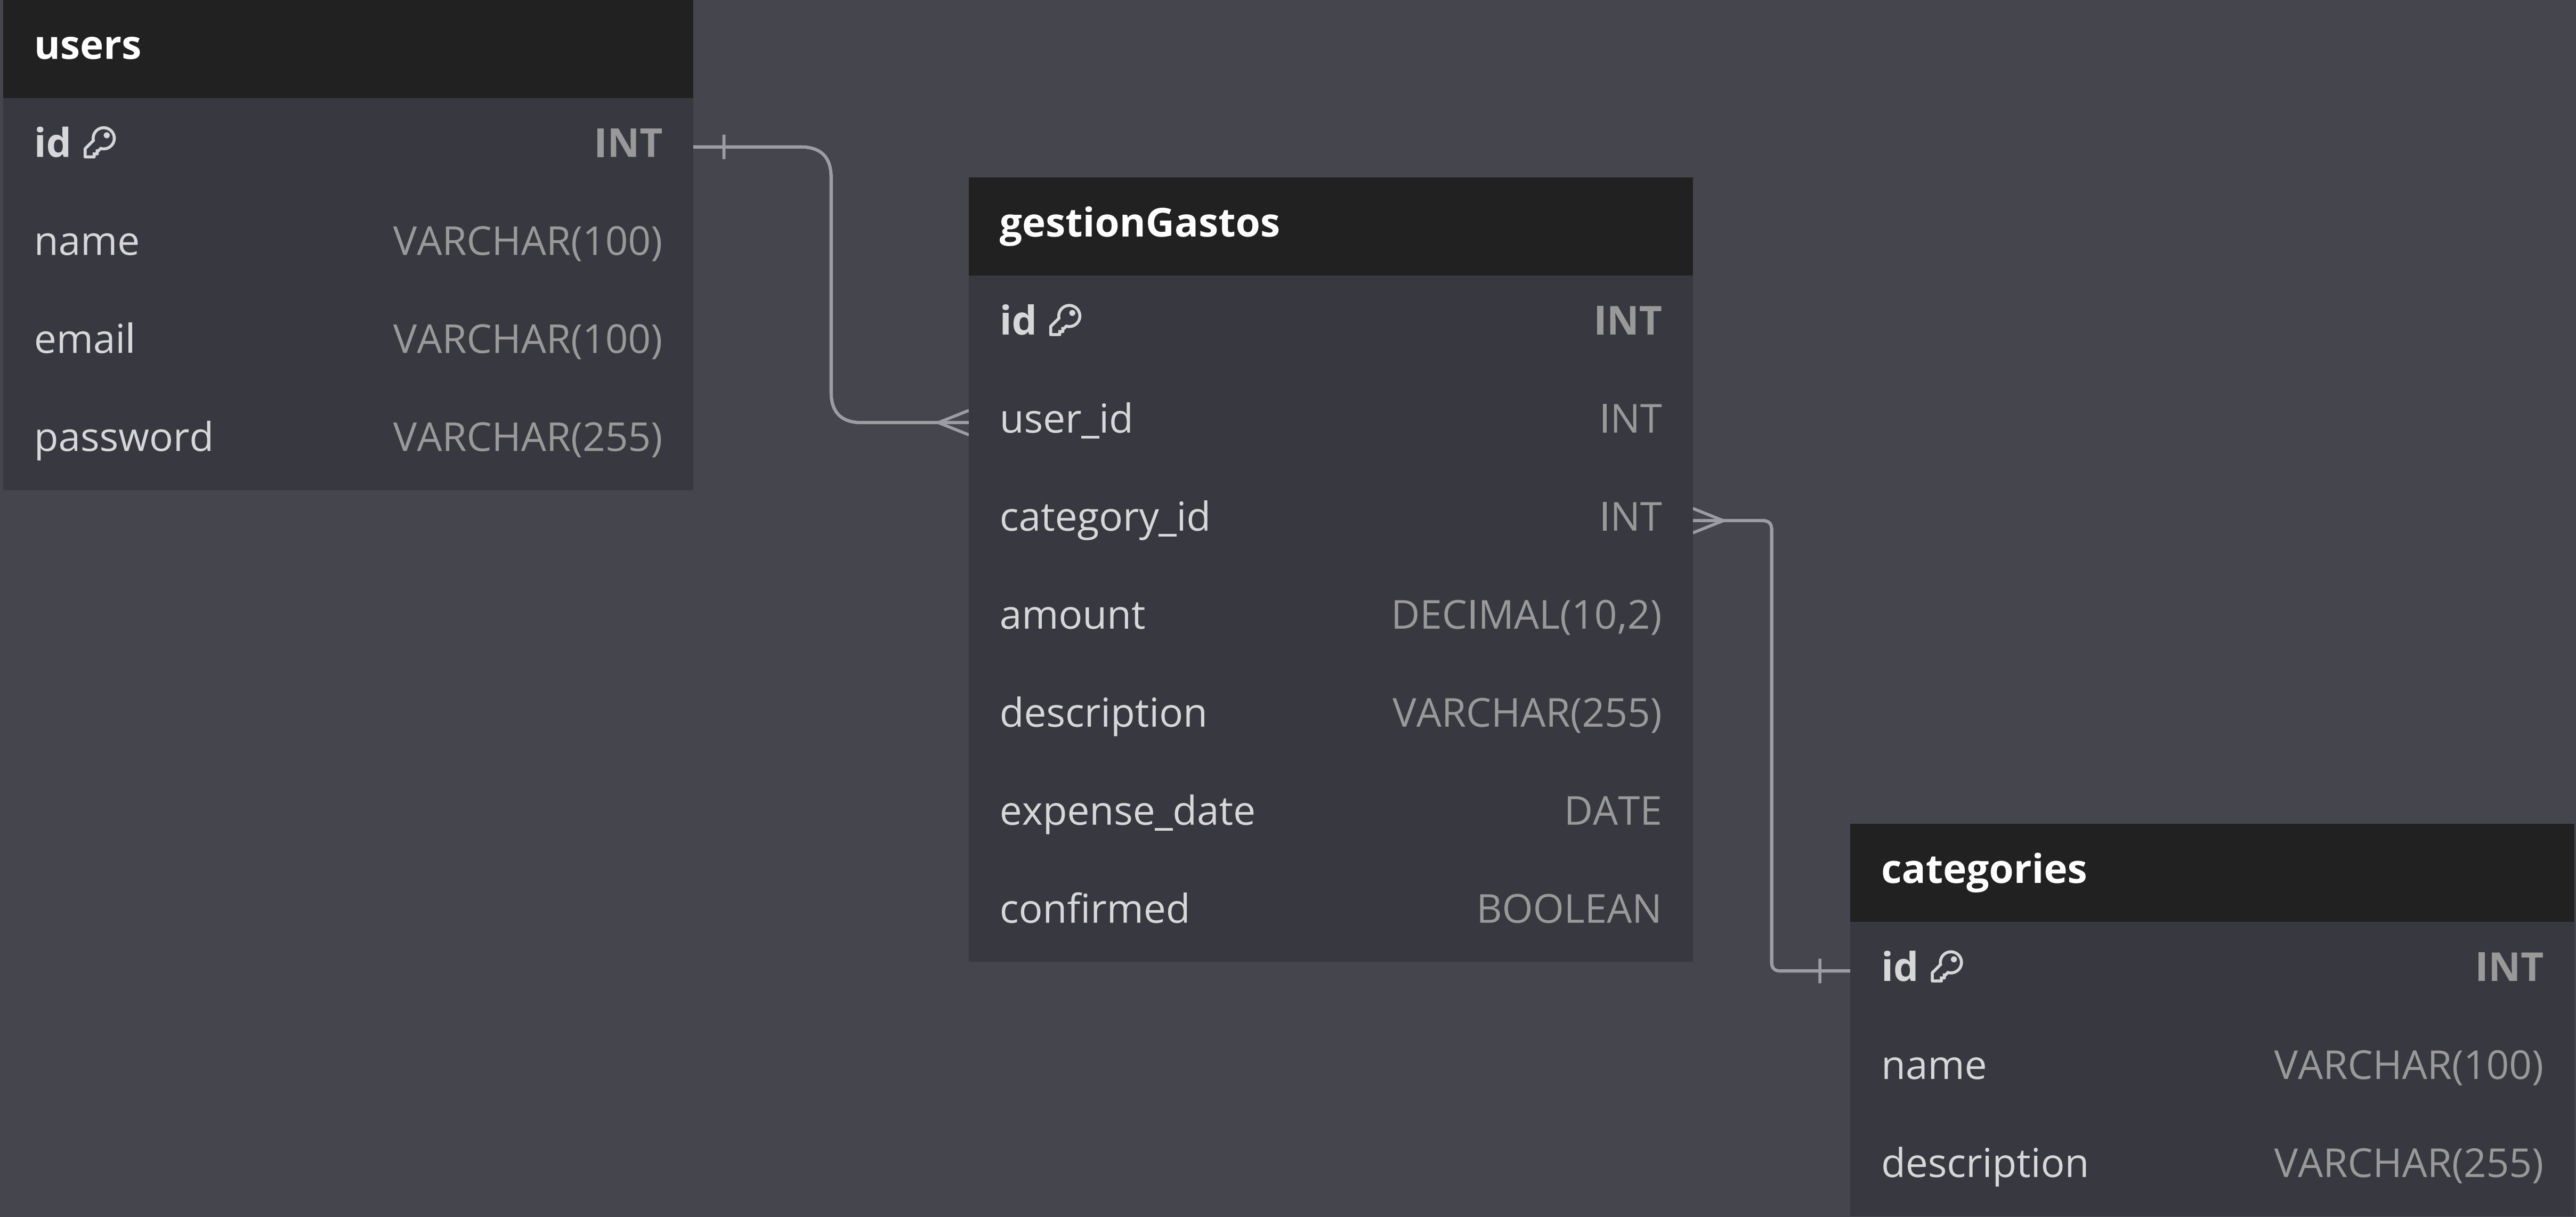 users
id INT
name VARCHAR(100)
email VARCHAR(100)
password VARCHAR(255)
gestionGastos
id INT
user_id INT
category_id INT
amount DECIMAL(10,2)
description VARCHAR(255)
expense_date DATE
confirmed BOOLEAN
categories
id INT
name VARCHAR(100)
description VARCHAR(255)